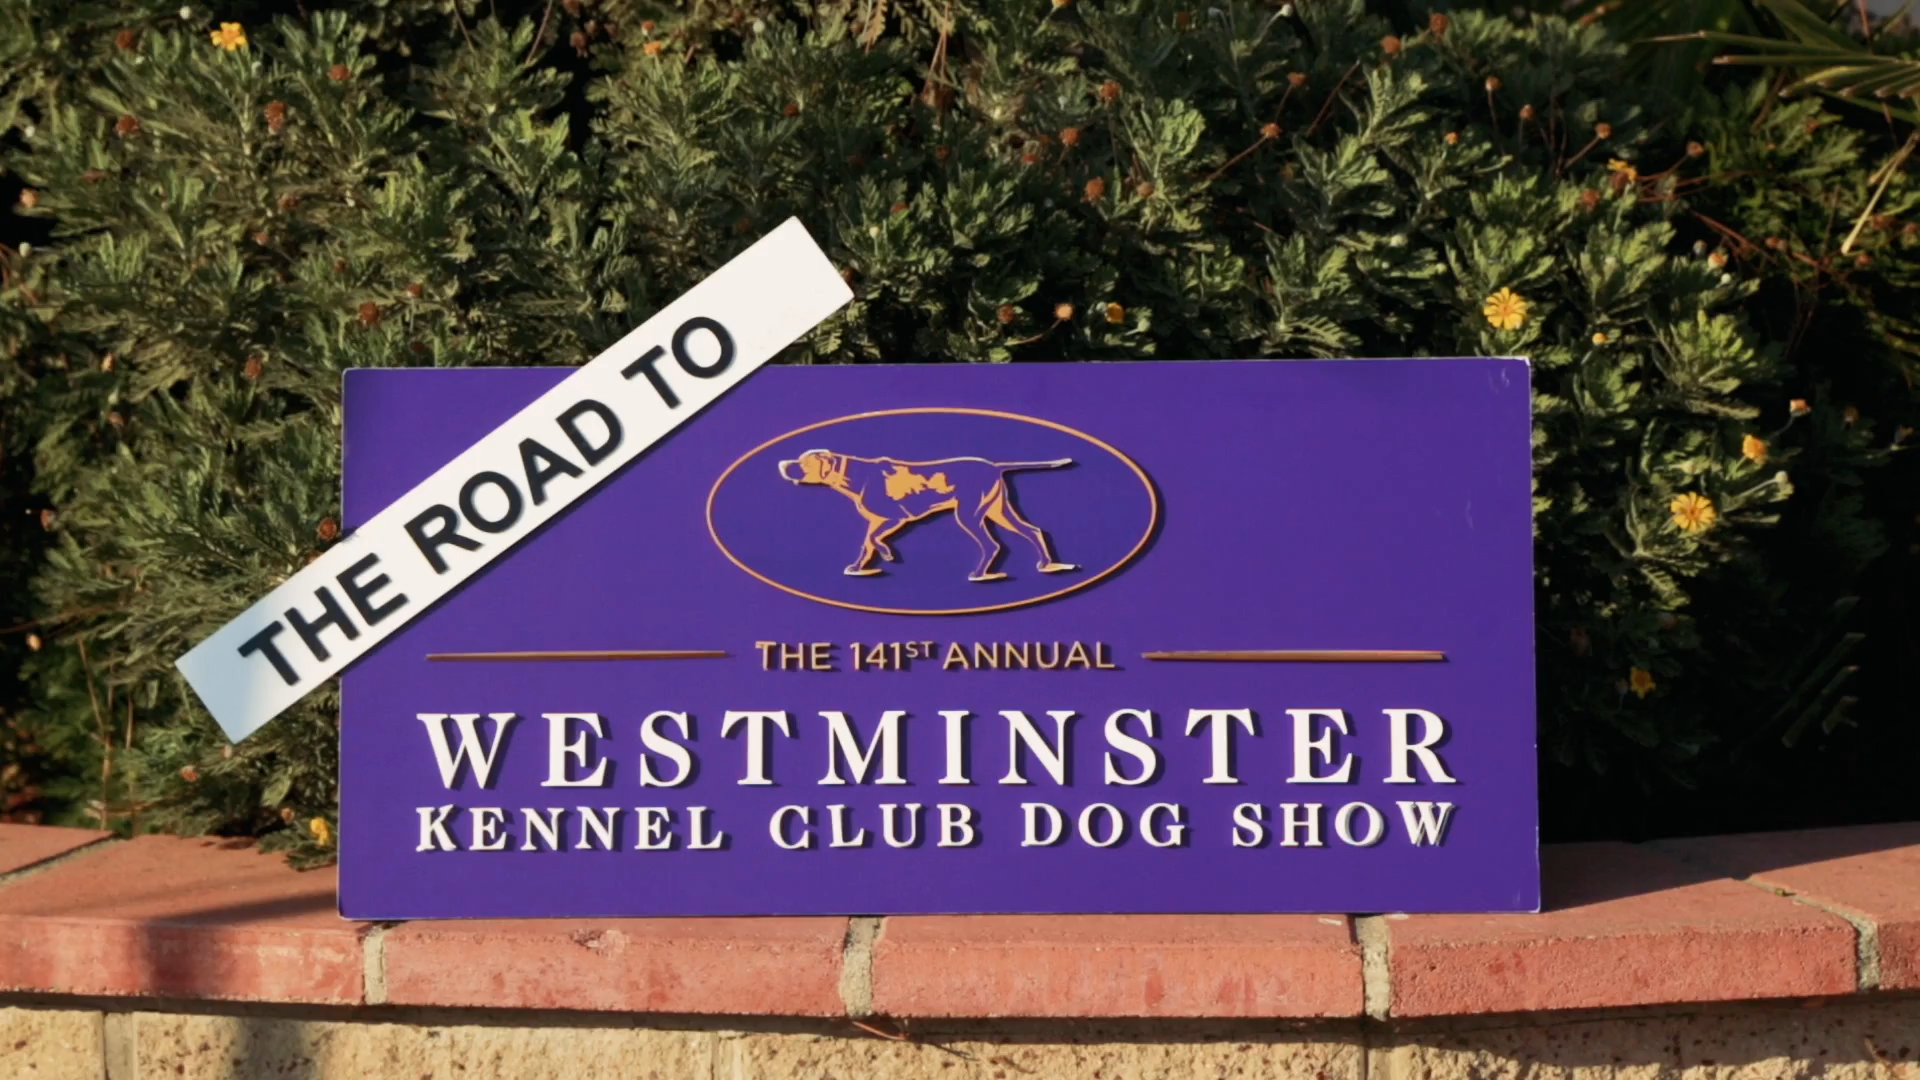 THE ROAD TO
THE 141ST ANNUAL
WESTMINSTER
KENNEL CLUB DOG SHOW